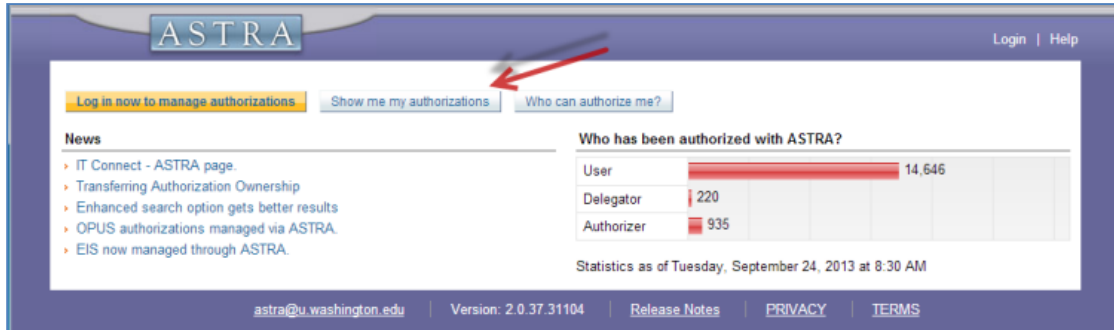 ASTRA
Login | Help
Log in now to manage authorizations Show me my authorizations Who can authorize me?
News
IT Connect - ASTRA page.
Transferring Authorization Ownership
Enhanced search option gets better results
OPUS authorizations managed via ASTRA.
EIS now managed through ASTRA.
Who has been authorized with ASTRA?
User 14,646
Delegator 220
Authorizer 935
Statistics as of Tuesday, September 24, 2013 at 8:30 AM
astra@u.washington.edu | Version: 2.0.37.31104 | Release Notes | PRIVACY | TERMS